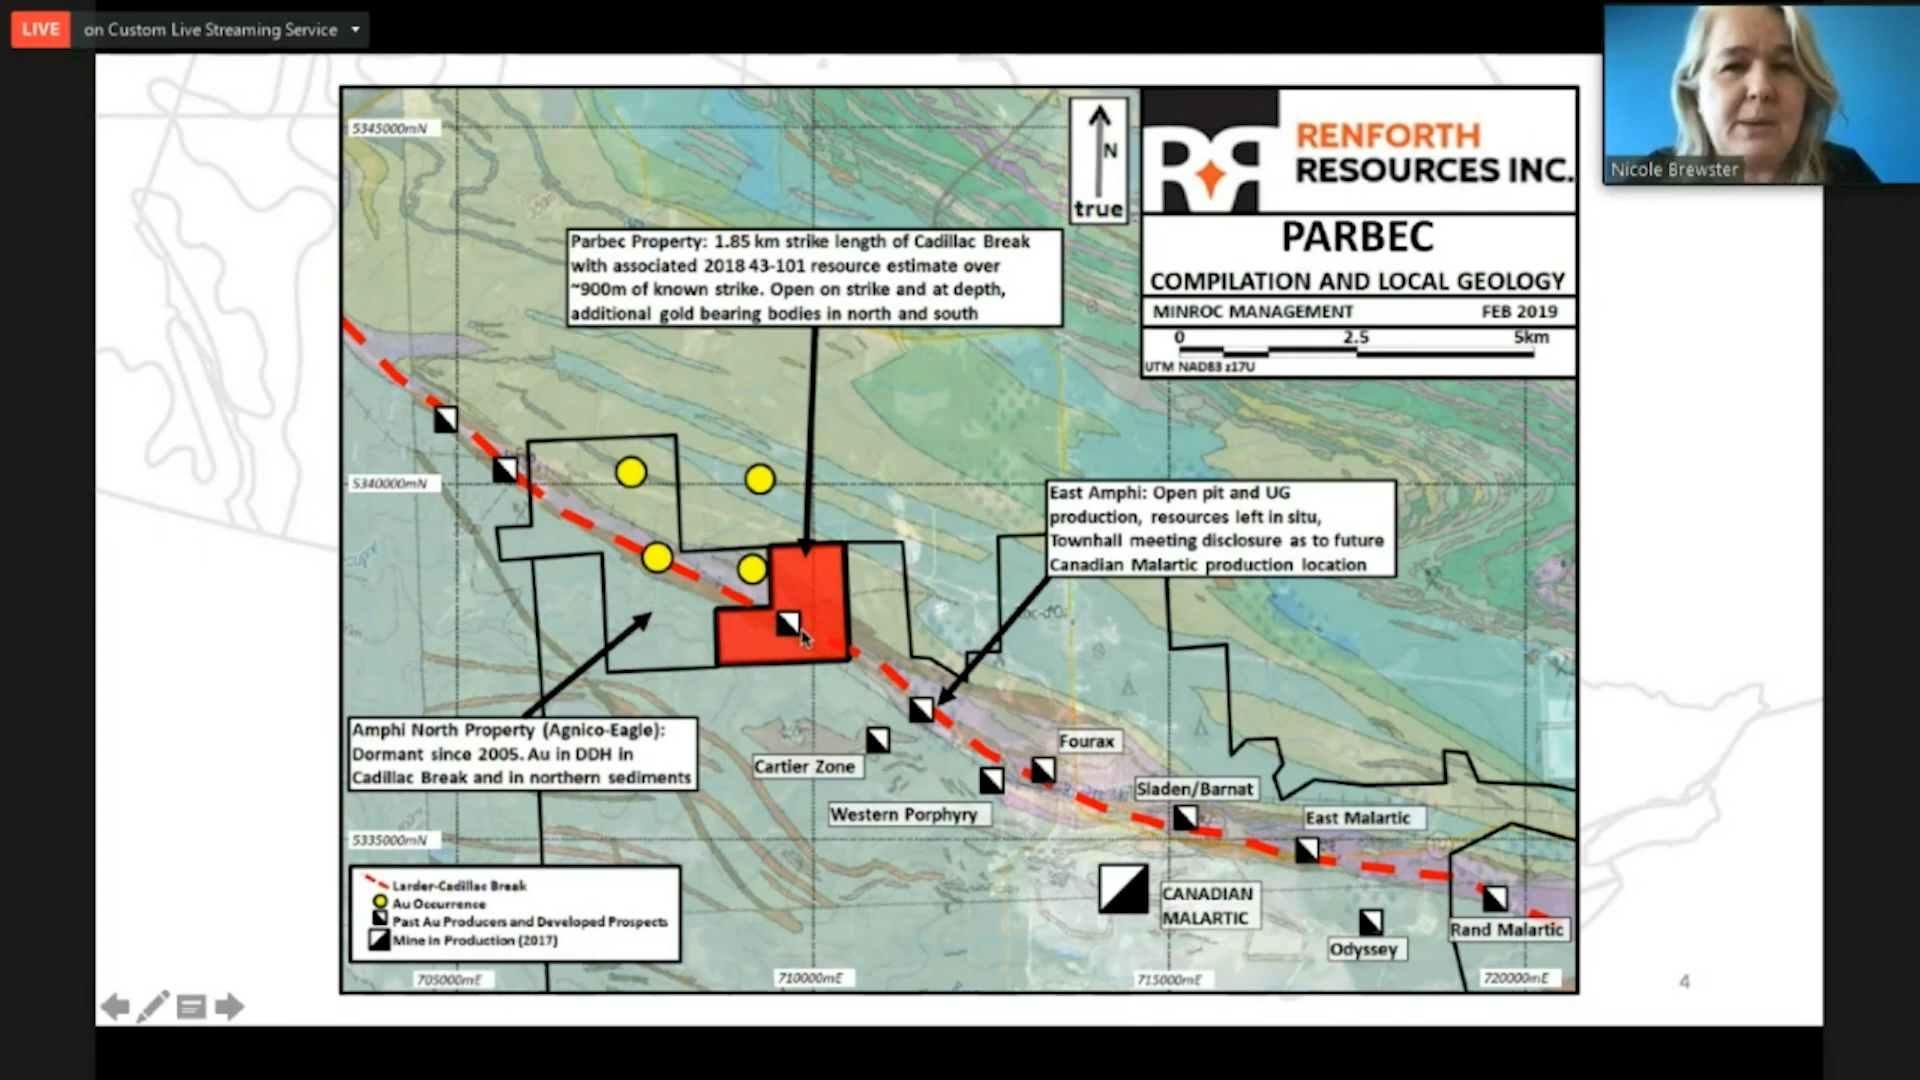 LIVE on Custom Live Streaming Service
Nicole Brewster
RENFORTH
RESOURCES INC.
PARBEC
COMPILATION AND LOCAL GEOLOGY
MINROC MANAGEMENT FEB 2019
0 2.5 5km
UTM NAD83 z17U
N
true
5345000mN
Parbec Property: 1.85 km strike length of Cadillac Break
with associated 2018 43-101 resource estimate over
~900m of known strike. Open on strike and at depth,
additional gold bearing bodies in north and south
5340000mN
East Amphi: Open pit and UG
production, resources left in situ,
Townhall meeting disclosure as to future
Canadian Malartic production location
Amphi North Property (Agnico-Eagle):
Dormant since 2005. Au in DDH in
Cadillac Break and in northern sediments
Cartier Zone
Fourax
Western Porphyry
Sladen/Barnat
East Malartic
5335000mN
CANADIAN
MALARTIC
Odyssey
Rand Malartic
Larder-Cadillac Break
Au Occurrence
Past Au Producers and Developed Prospects
Mine in Production (2017)
705000mE
710000mE
715000mE
720000mE
4